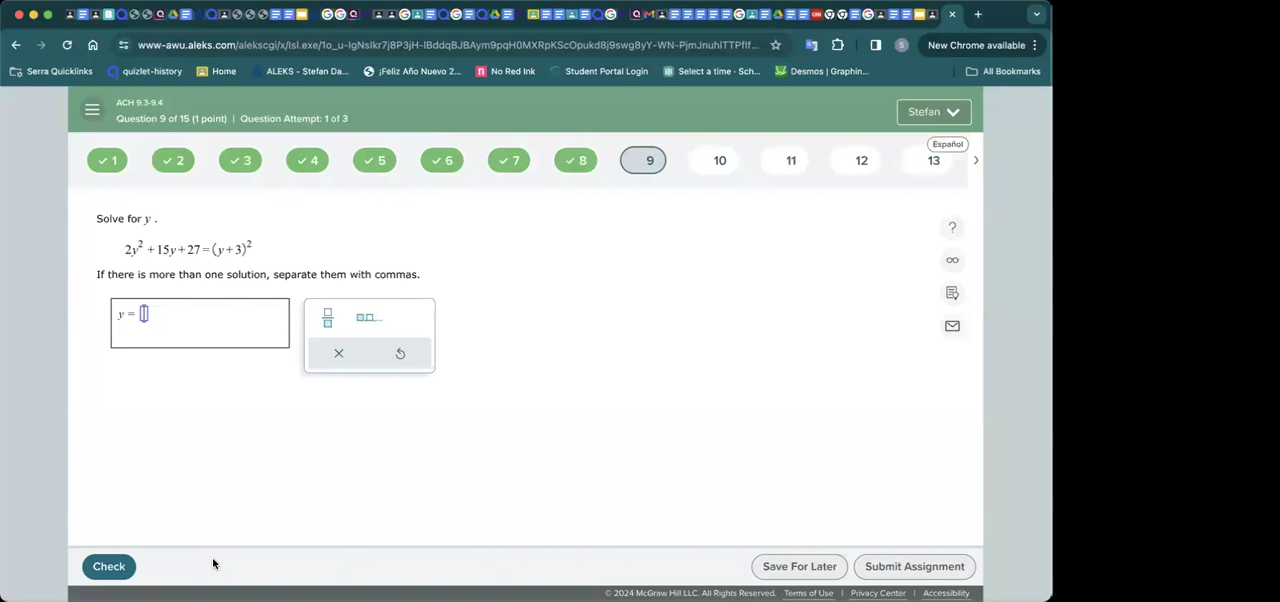 www-awu.aleks.com/alekscgi/x/Isl.exe/1o_u-IgNsIkr7j8P3jH-IBddqBJBAym9pqH0MXRpKScOpukd8j9swg8yY-WN-PjmJnuhITTPfIf...
S
New Chrome available
Serra Quicklinks
quizlet-history
Home
ALEKS - Stefan Da...
¡Feliz Año Nuevo 2...
No Red Ink
Student Portal Login
Select a time · Sch...
Desmos | Graphin...
All Bookmarks
ACH 9.3-9.4
Question 9 of 15 (1 point) | Question Attempt: 1 of 3
Stefan
Español
✓ 1 ✓ 2 ✓ 3 ✓ 4 ✓ 5 ✓ 6 ✓ 7 ✓ 8 9 10 11 12 13
Solve for y .
2y² + 15y + 27 = (y + 3)²
If there is more than one solution, separate them with commas.
y =
?
Check
Save For Later
Submit Assignment
© 2024 McGraw Hill LLC. All Rights Reserved. Terms of Use | Privacy Center | Accessibility